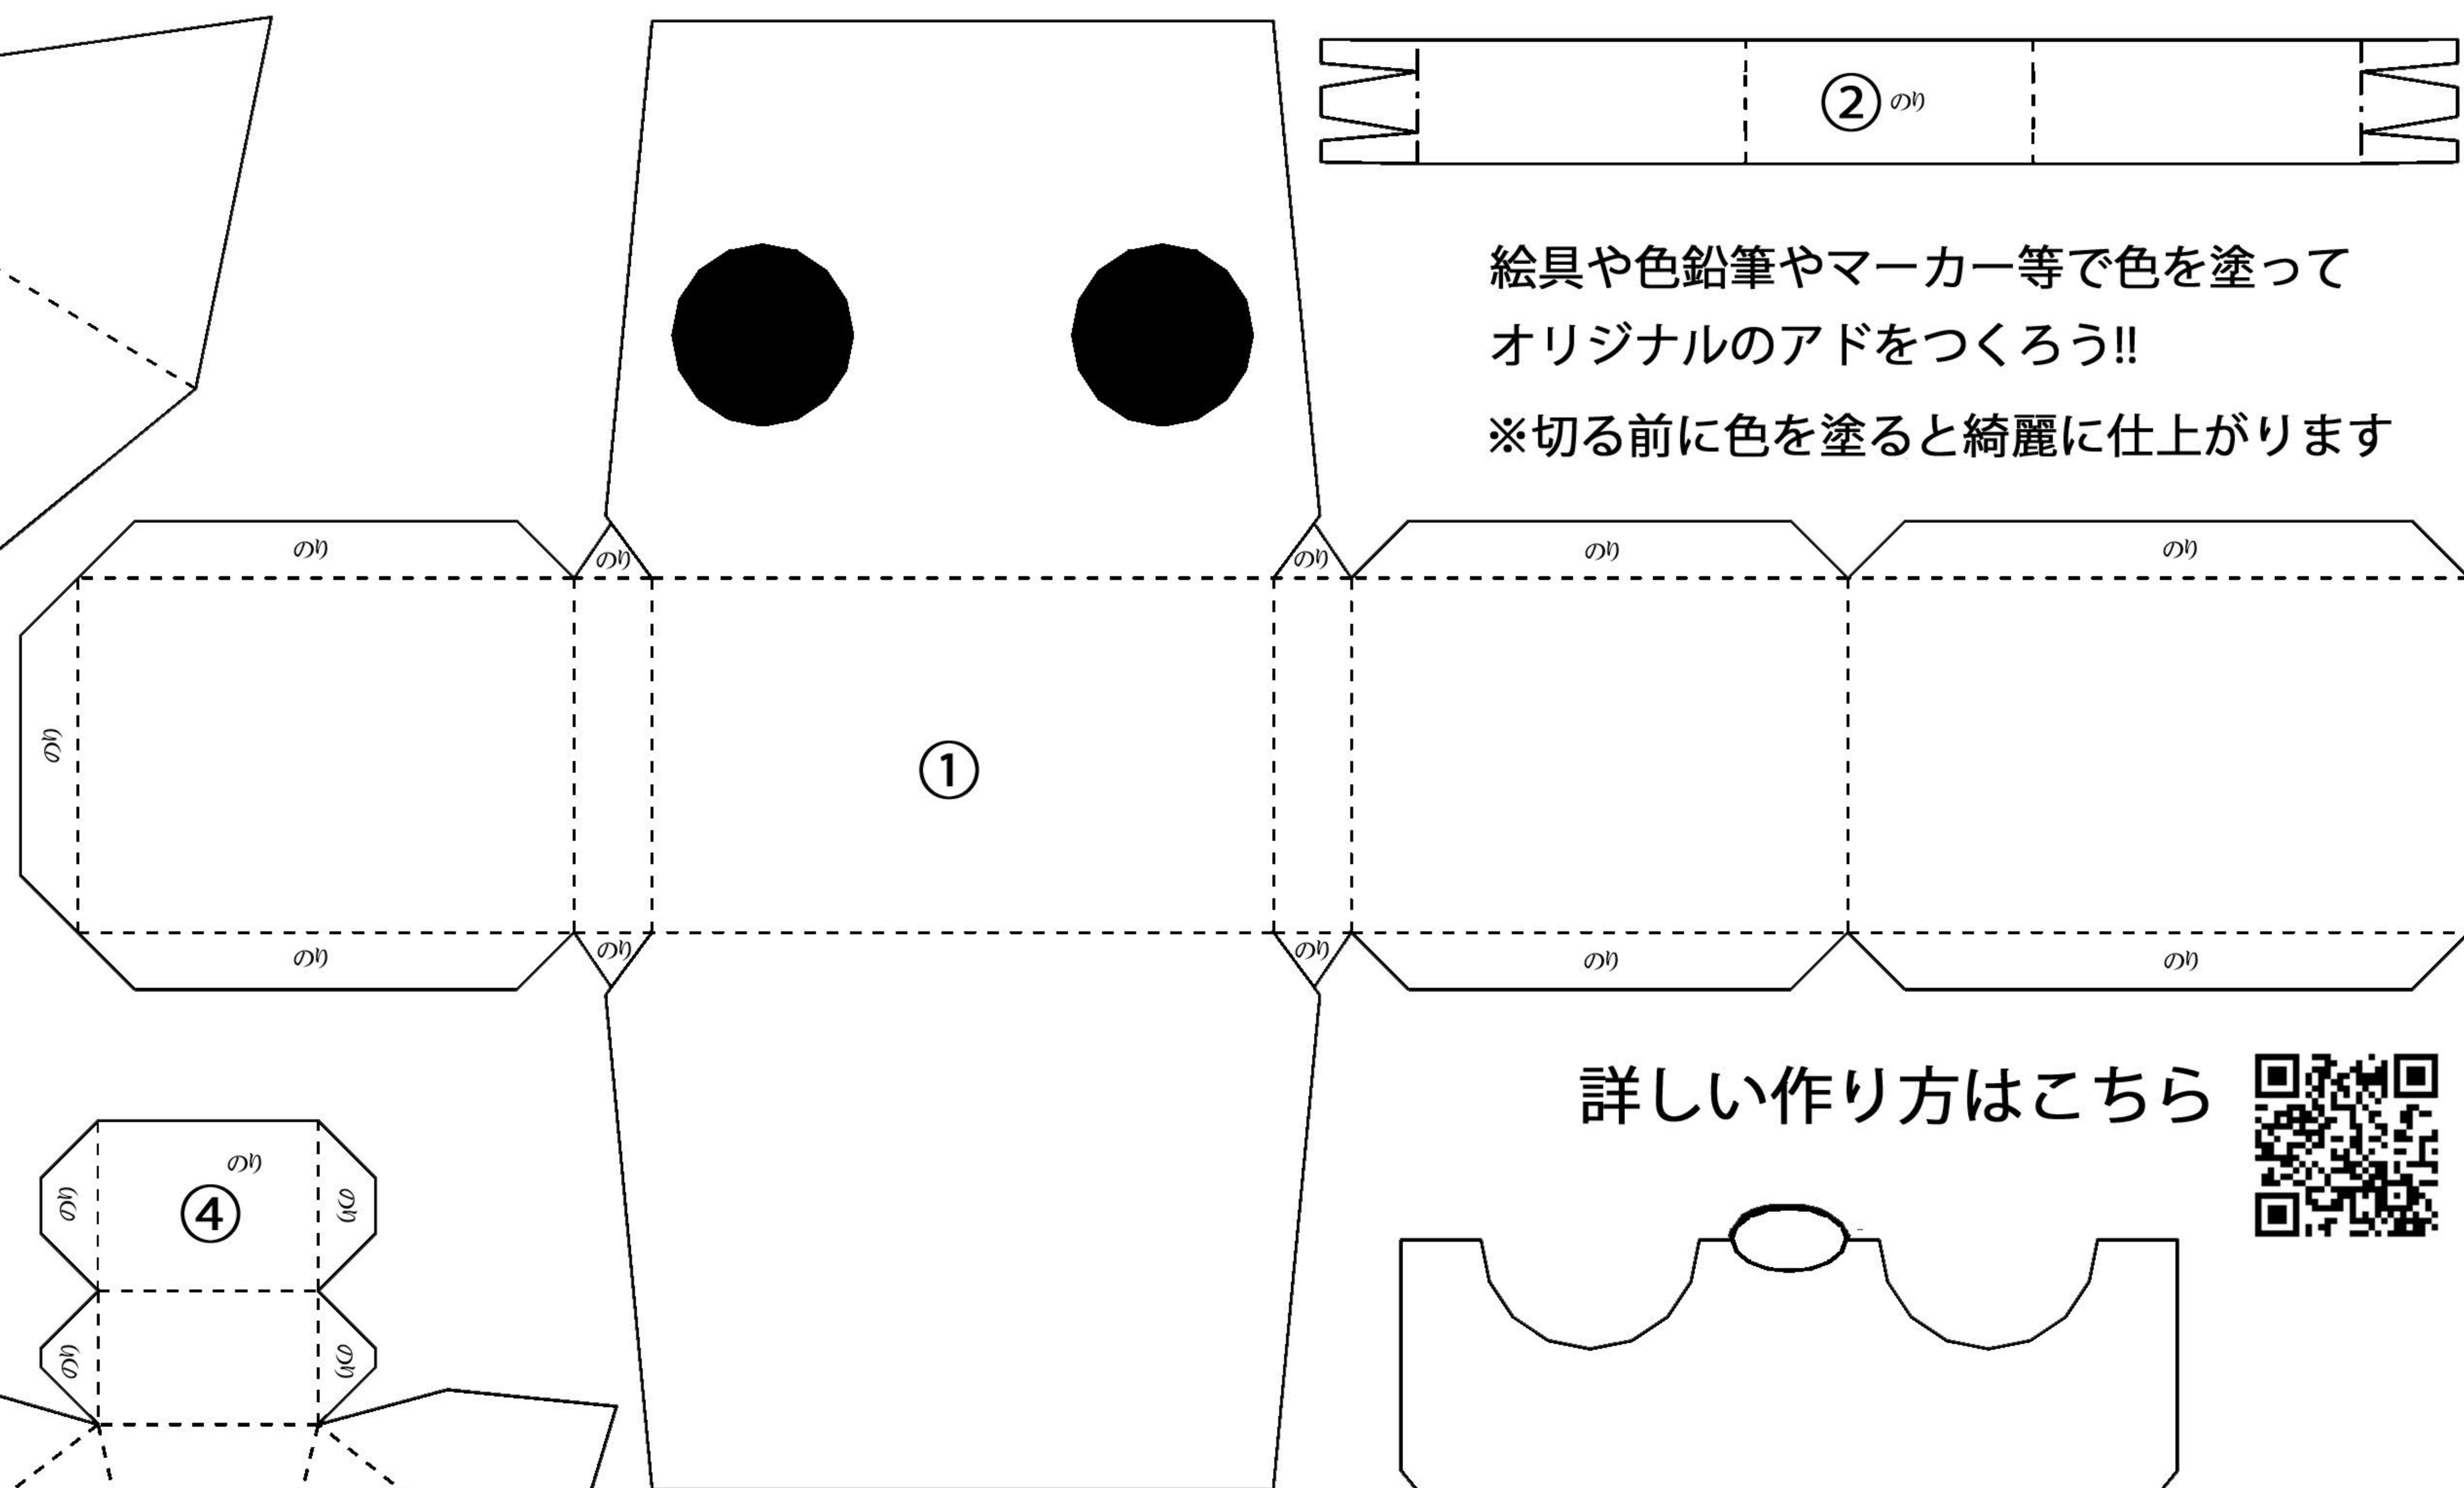 ② のり
絵具や色鉛筆やマーカー等で色を塗って
オリジナルのアドをつくろう!!
※切る前に色を塗ると綺麗に仕上がります
のり
のり
のり
のり
のり
のり
①
のり
のり
のり
のり
のり
詳しい作り方はこちら
のり
④
のり
のり
のり
のり